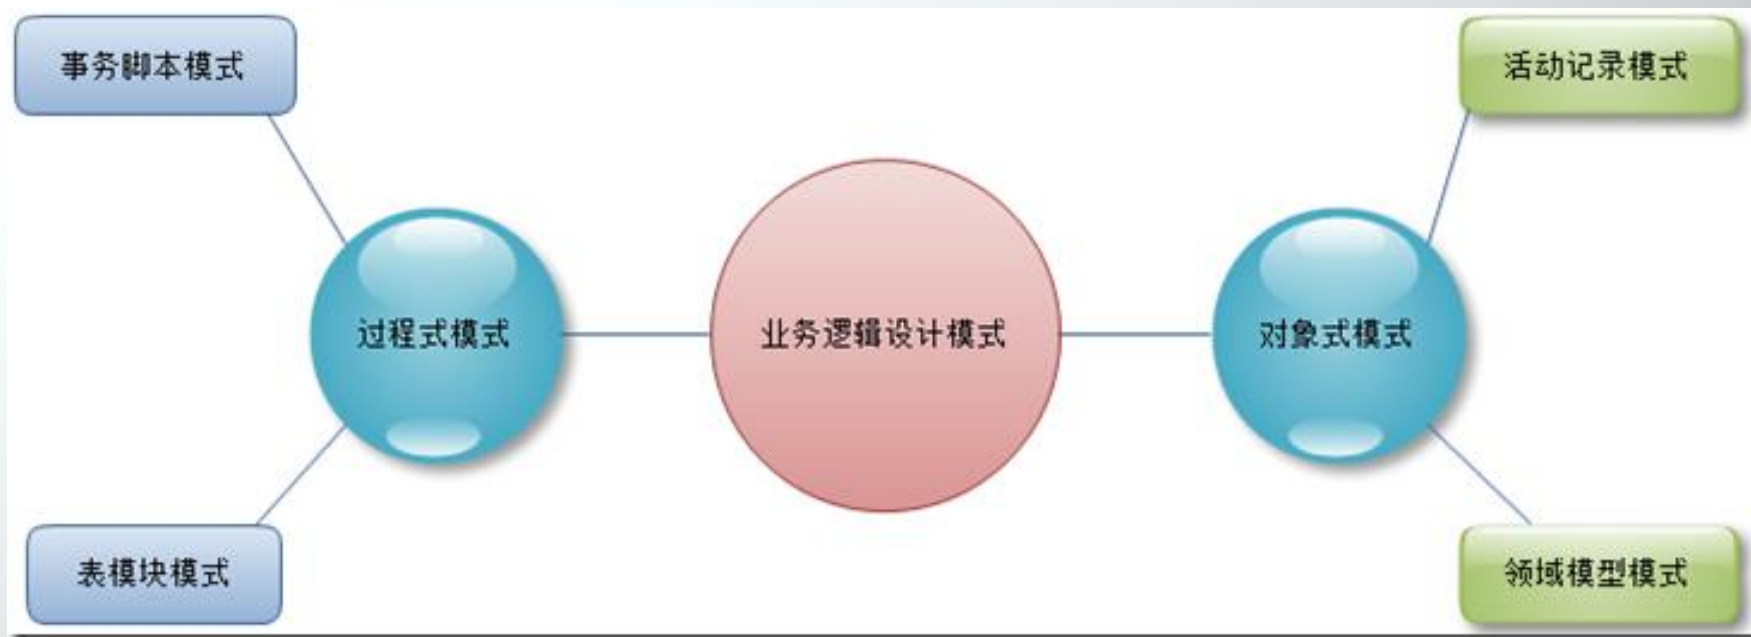 事务脚本模式
活动记录模式
过程式模式
业务逻辑设计模式
对象式模式
表模块模式
领域模型模式